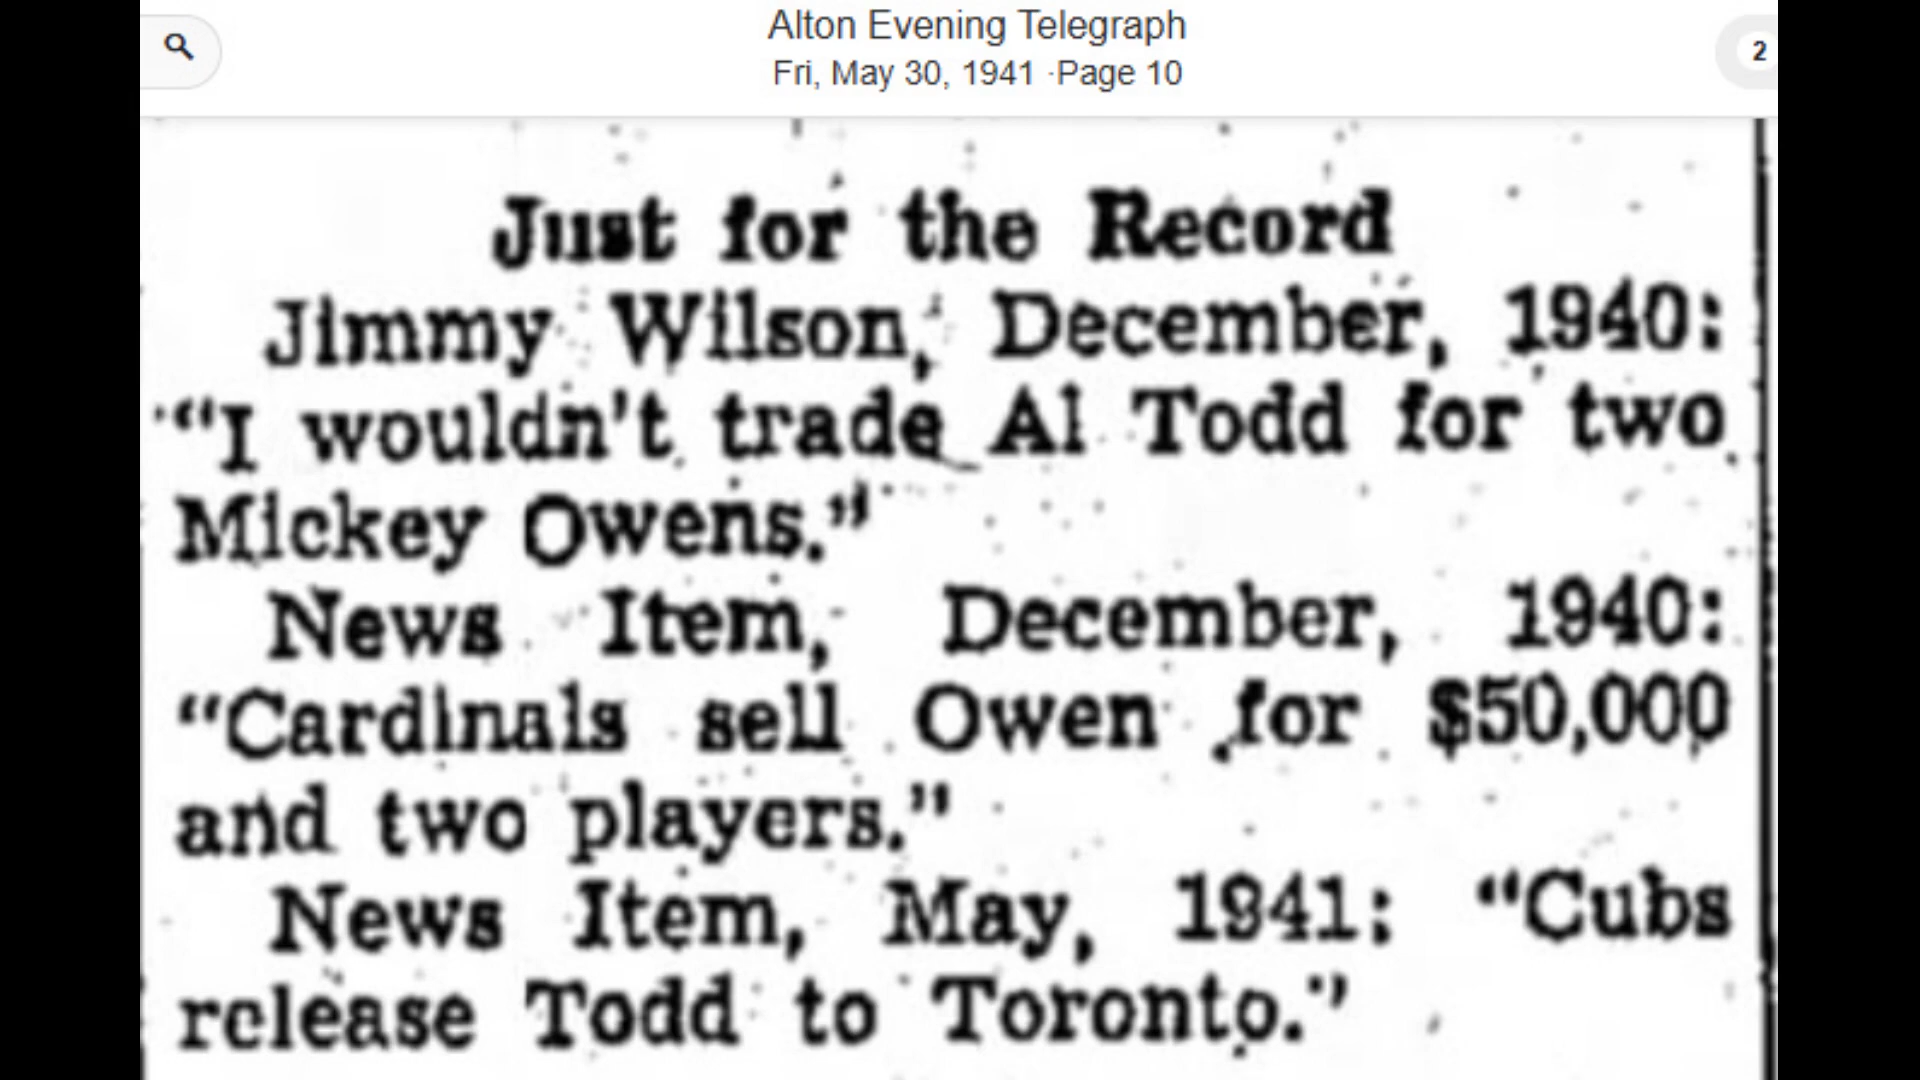 Alton Evening Telegraph
Fri, May 30, 1941 ·Page 10
2
Just for the Record
Jimmy Wilson, December, 1940:
"I wouldn't trade Al Todd for two
Mickey Owens."
News Item, December, 1940:
"Cardinals sell Owen for $50,000
and two players."
News Item, May, 1941: "Cubs
release Todd to Toronto."